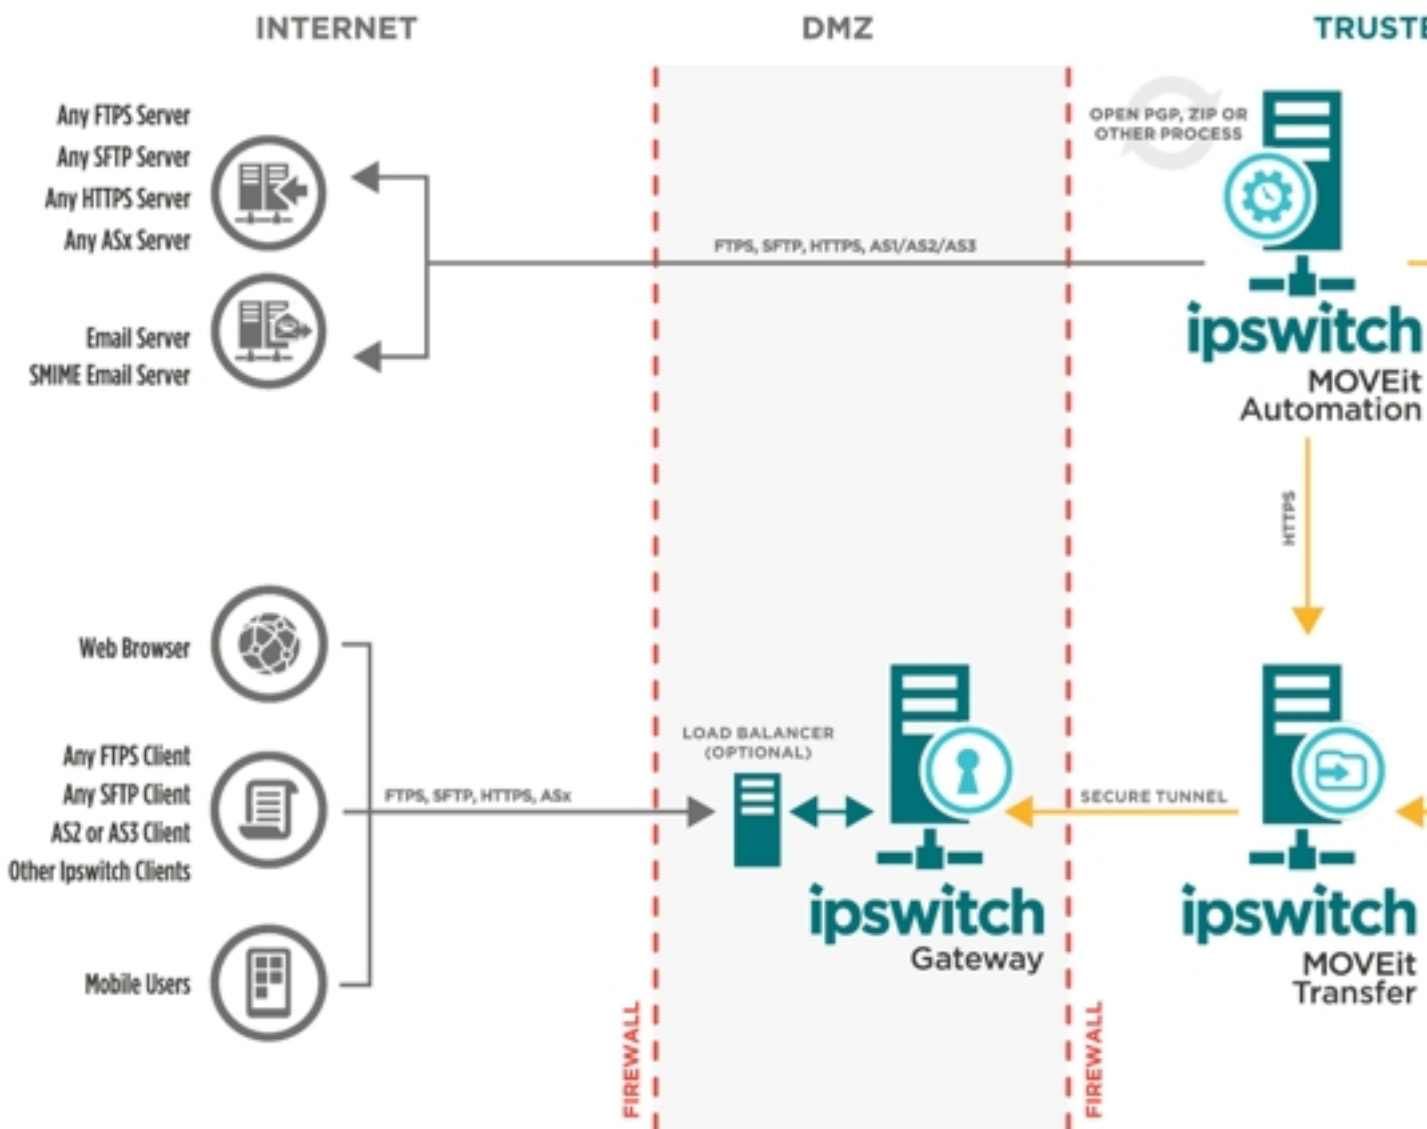 INTERNET
DMZ
TRUSTE
Any FTPS Server
Any SFTP Server
Any HTTPS Server
Any ASx Server
Email Server
SMIME Email Server
OPEN PGP, ZIP OR
OTHER PROCESS
FTPS, SFTP, HTTPS, AS1/AS2/AS3
ipswitch
MOVEit
Automation
HTTPS
Web Browser
Any FTPS Client
Any SFTP Client
AS2 or AS3 Client
Other Ipswitch Clients
Mobile Users
FTPS, SFTP, HTTPS, ASx
LOAD BALANCER
(OPTIONAL)
ipswitch
Gateway
SECURE TUNNEL
ipswitch
MOVEit
Transfer
FIREWALL
FIREWALL